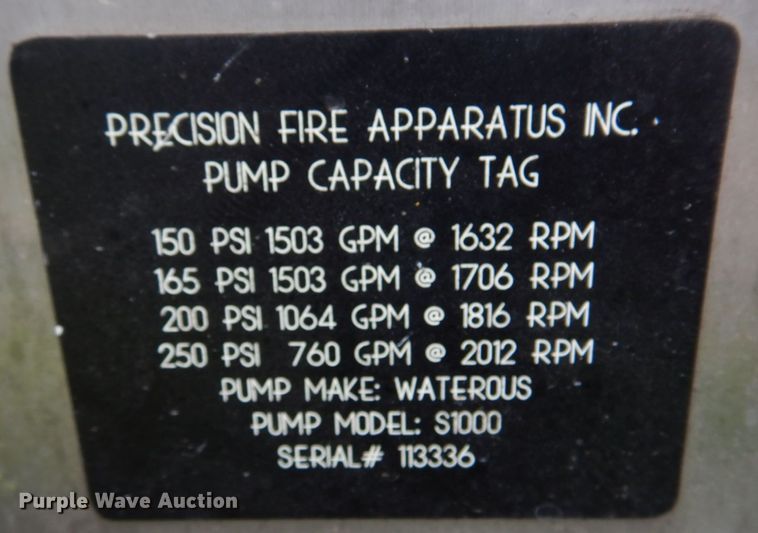 PRECISION FIRE APPARATUS INC.
PUMP CAPACITY TAG
150 PSI 1503 GPM @ 1632 RPM
165 PSI 1503 GPM @ 1706 RPM
200 PSI 1064 GPM @ 1816 RPM
250 PSI 760 GPM @ 2012 RPM
PUMP MAKE: WATEROUS
PUMP MODEL: S1000
SERIAL# 113336
Purple Wave Auction